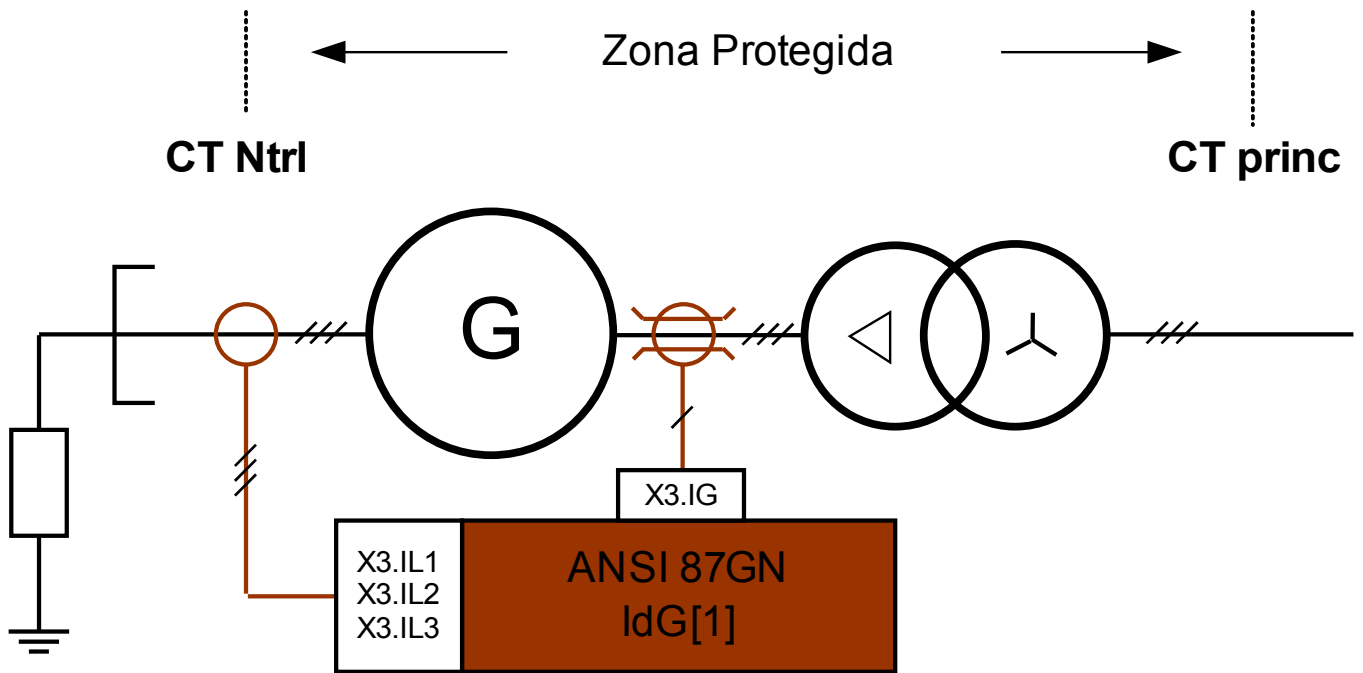 Zona Protegida
CT Ntrl
CT princ
G
X3.IG
X3.IL1
X3.IL2
X3.IL3
ANSI 87GN
IdG[1]